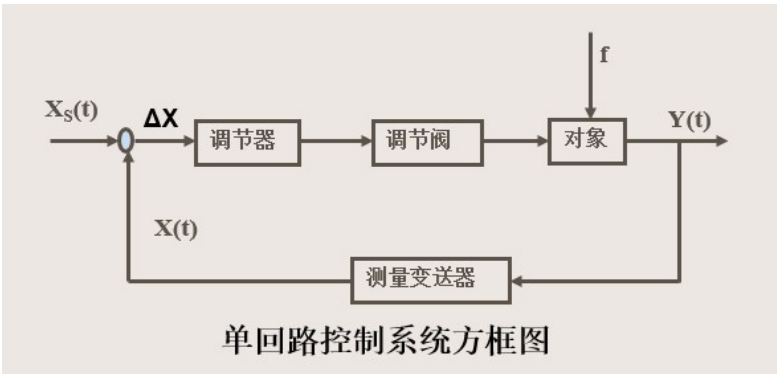 f
Xs(t)
ΔX
Y(t)
调节器
调节阀
对象
X(t)
测量变送器
单回路控制系统方框图